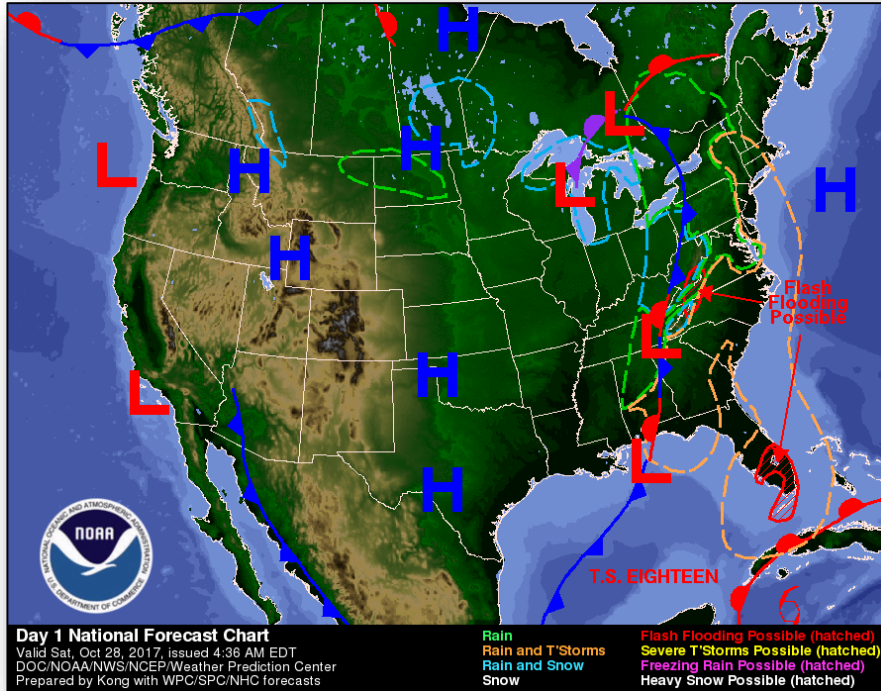 H
H
L
L
H
H
L
H
H
Flash
Flooding
Possible
L
H
L
H
L
NATIONAL OCEANIC AND ATMOSPHERIC ADMINISTRATION
NOAA
U.S. DEPARTMENT OF COMMERCE
T.S. EIGHTEEN
Day 1 National Forecast Chart
Valid Sat, Oct 28, 2017, issued 4:36 AM EDT
DOC/NOAA/NWS/NCEP/Weather Prediction Center
Prepared by Kong with WPC/SPC/NHC forecasts
Rain
Rain and T'Storms
Rain and Snow
Snow
Flash Flooding Possible (hatched)
Severe T'Storms Possible (hatched)
Freezing Rain Possible (hatched)
Heavy Snow Possible (hatched)